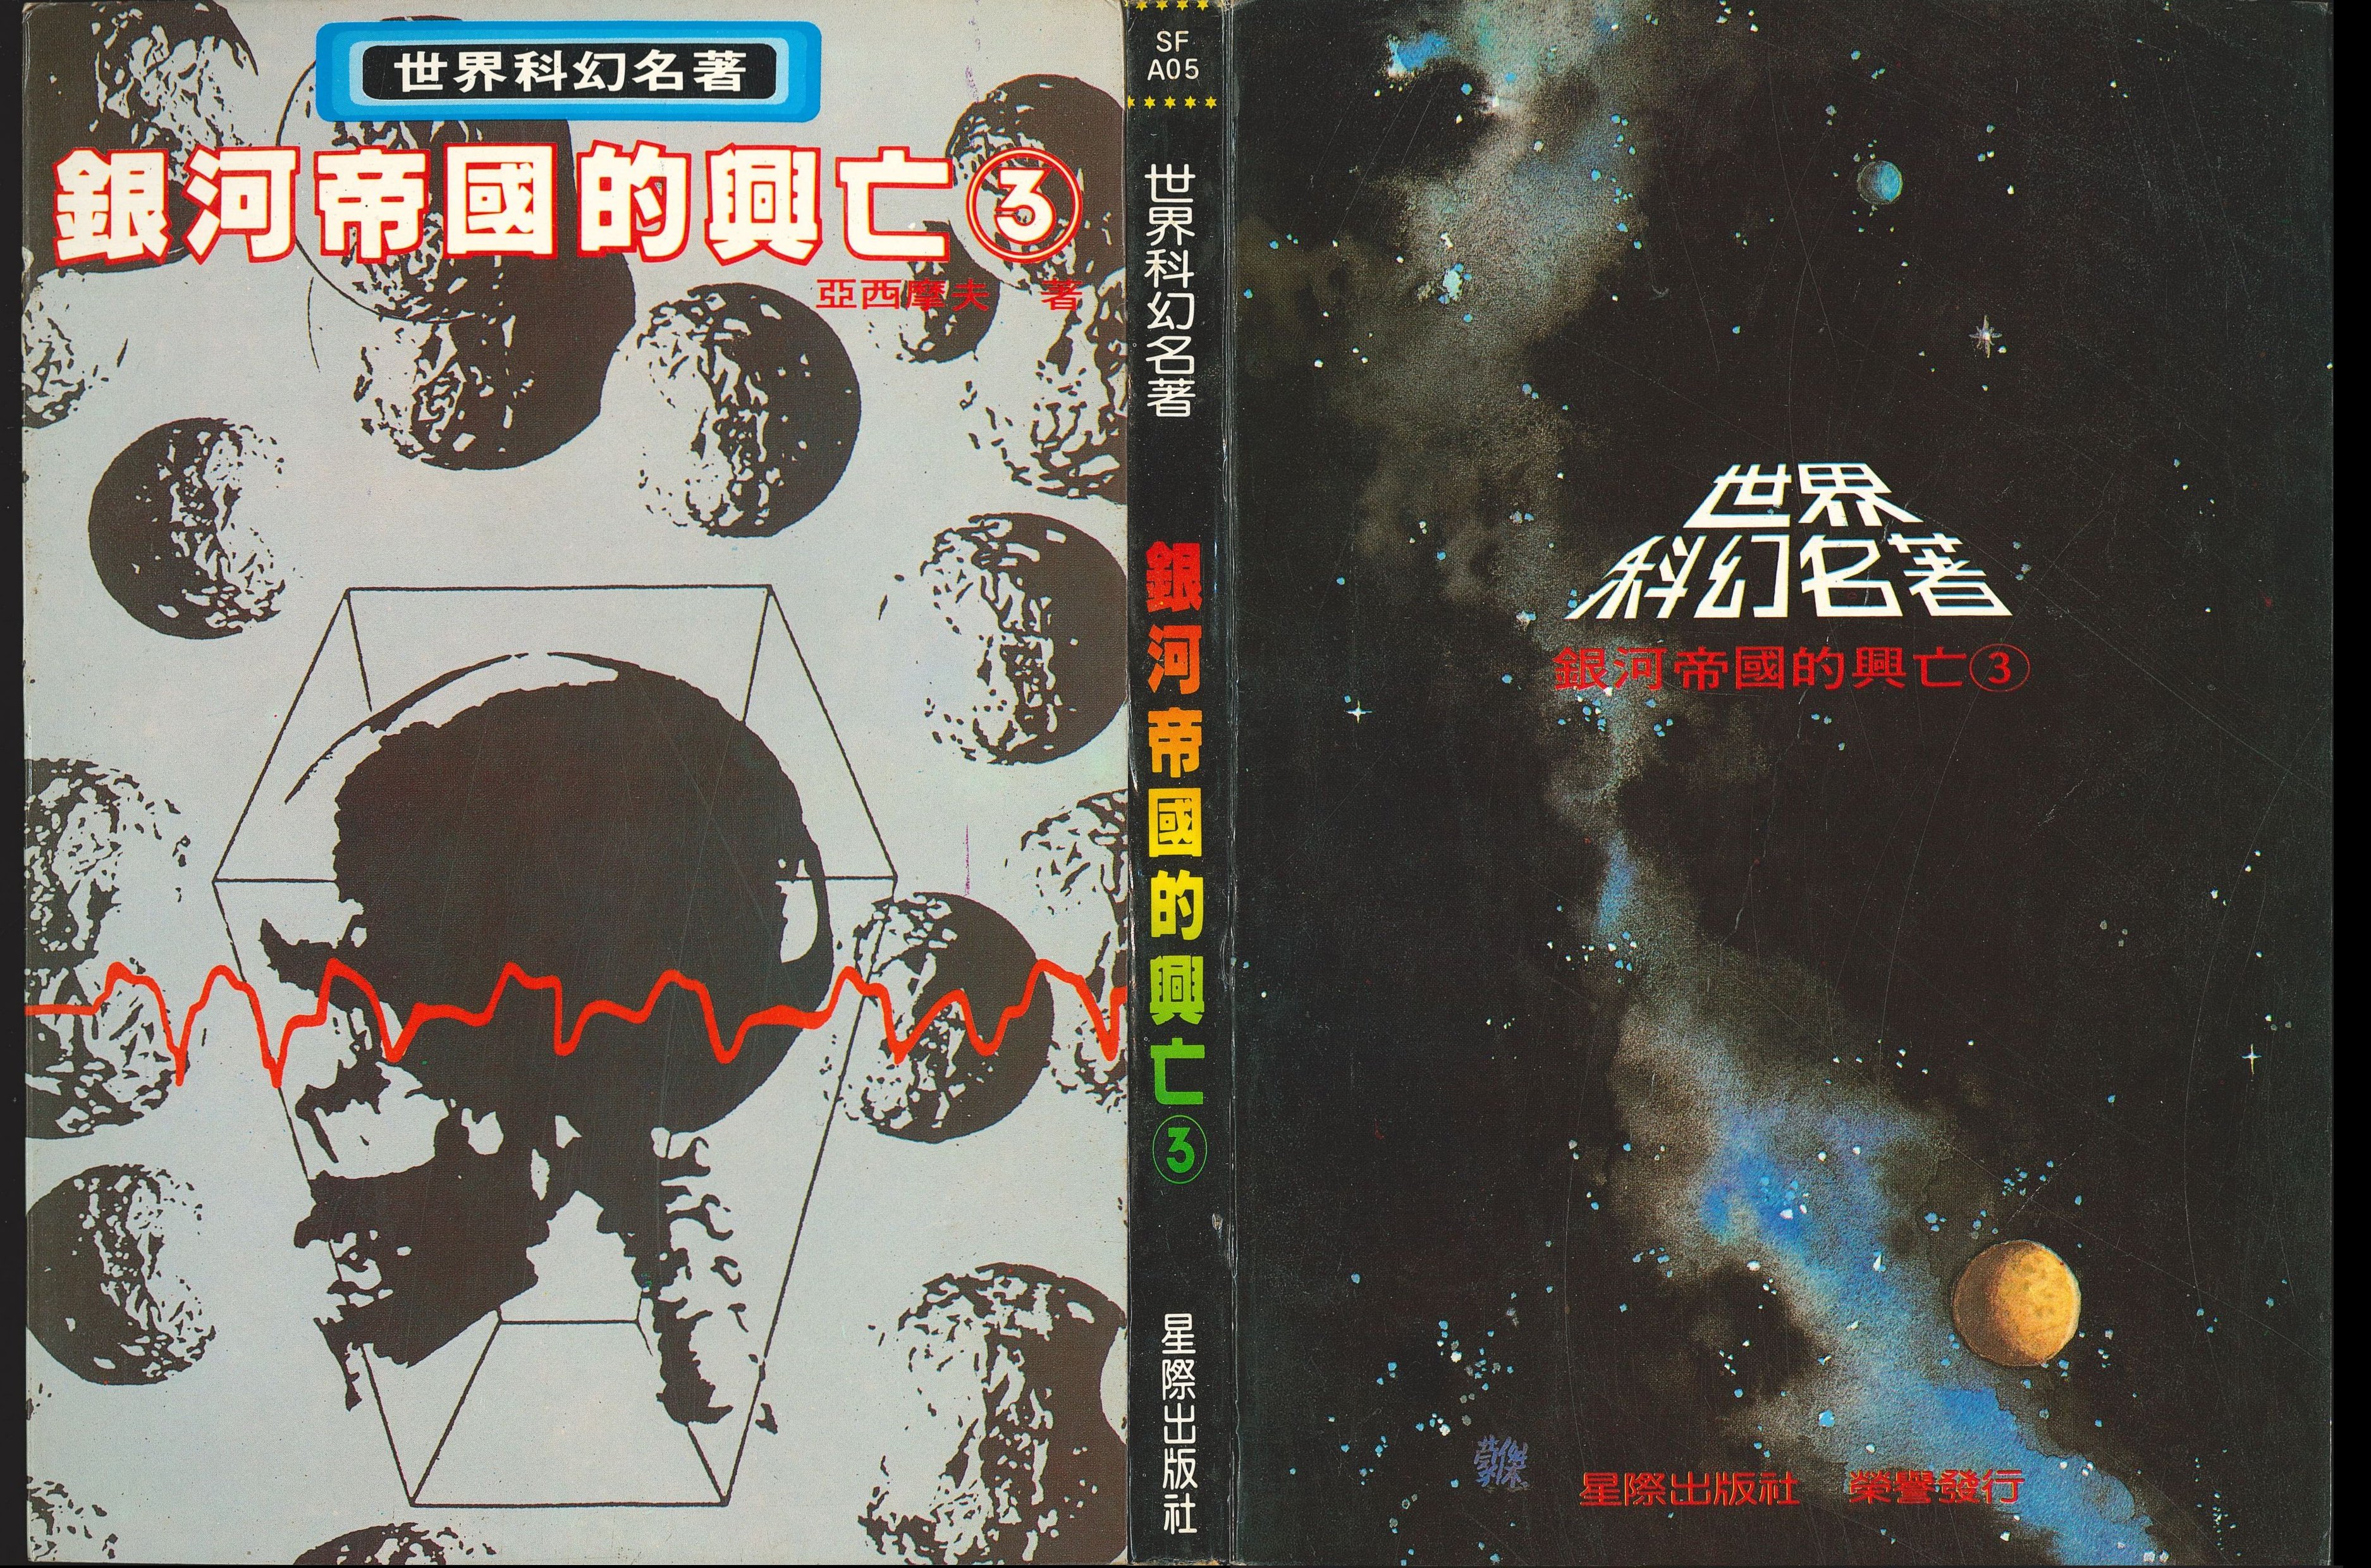 世界科幻名著
銀河帝國的興亡③
亞西摩夫 著
SF
A05
世界科幻名著
銀河帝國的興亡③
星際出版社
世界
科幻名著
銀河帝國的興亡③
星際出版社 榮譽發行